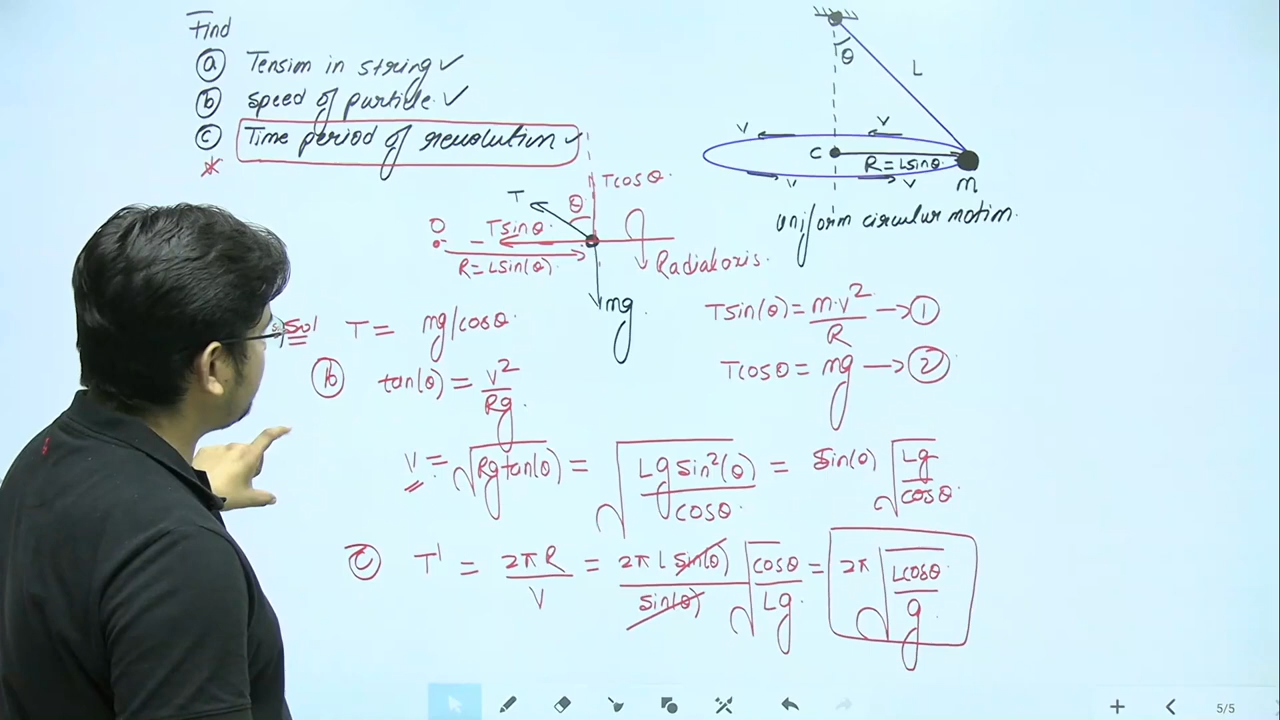 Find
(a) Tension in string ✓
(b) speed of particle ✓
(c) Time period of revolution ✓
*
θ
L
v
v
C
R = Lsinθ
v
v
m
uniform circular motion.
Tcosθ
T
θ
O
Tsinθ
R = Lsin(θ)
Radial axis.
mg
Tsin(θ) = m.v²/R → (1)
Tcosθ = mg → (2)
Sol T = mg/cosθ
(b) tan(θ) = v²/Rg
v = √(Rg tan(θ)) = √(Lg sin²(θ)/cosθ) = sin(θ) √(Lg/cosθ)
(c) T' = 2πR/v = 2πL sin(θ)/sin(θ) √(cosθ/Lg) = 2π √(Lcosθ/g)
5/5